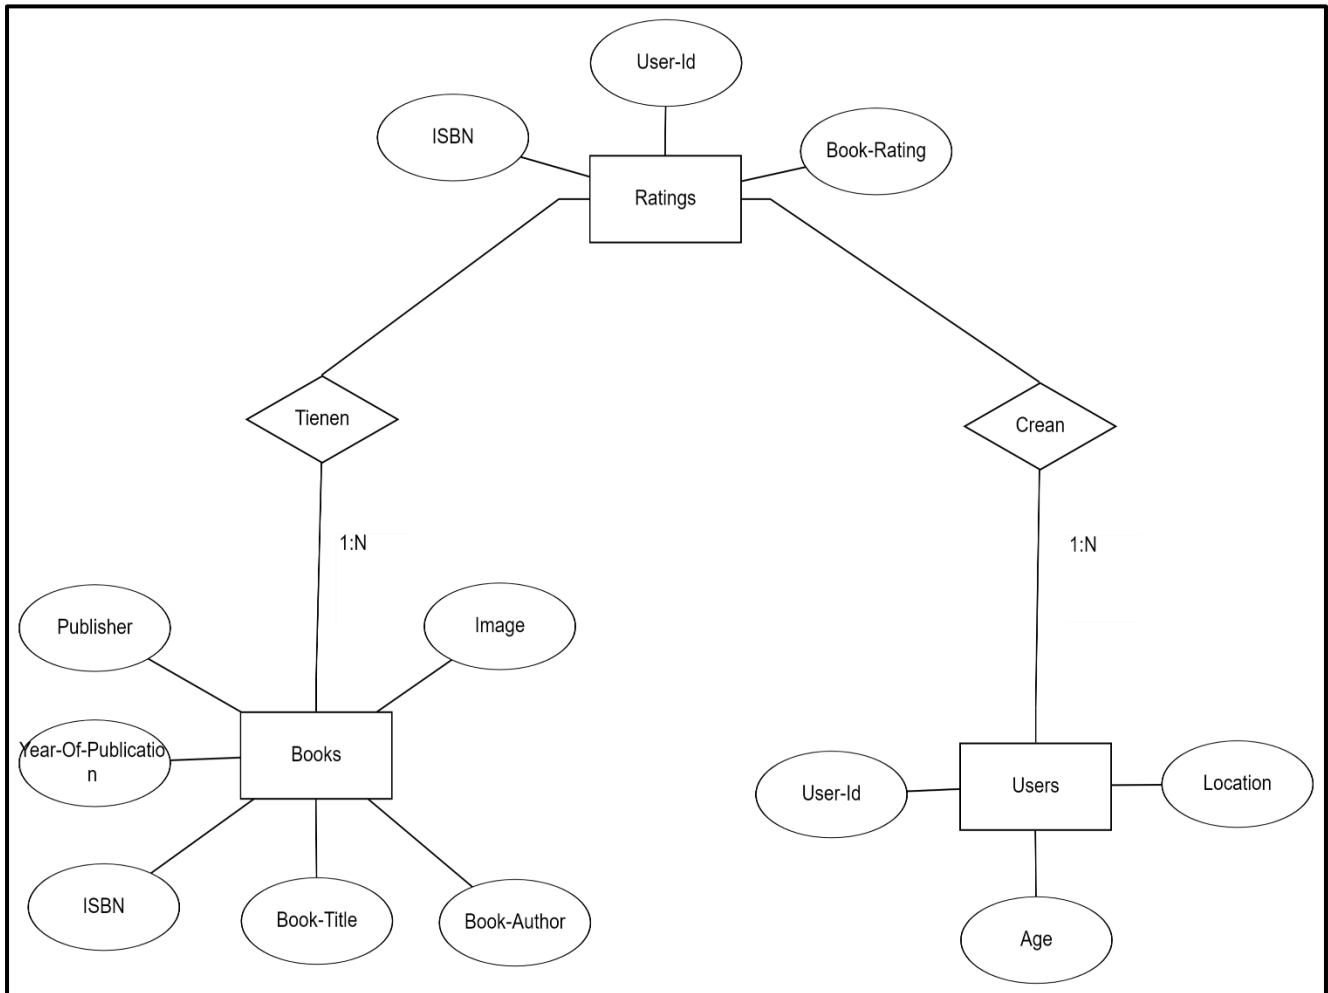 User-Id
ISBN
Book-Rating
Ratings
Tienen
Crean
1:N
1:N
Publisher
Image
Year-Of-Publicatio
n
Books
User-Id
Users
Location
ISBN
Book-Title
Book-Author
Age